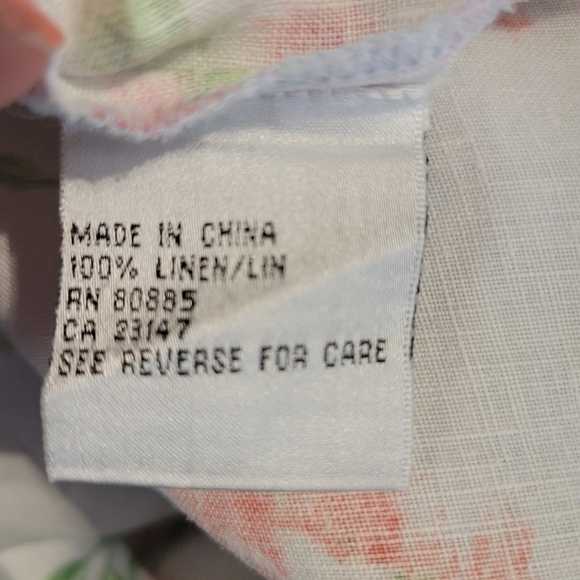 MADE IN CHINA
100% LINEN/LIN
RN 80885
CA 23147
SEE REVERSE FOR CARE